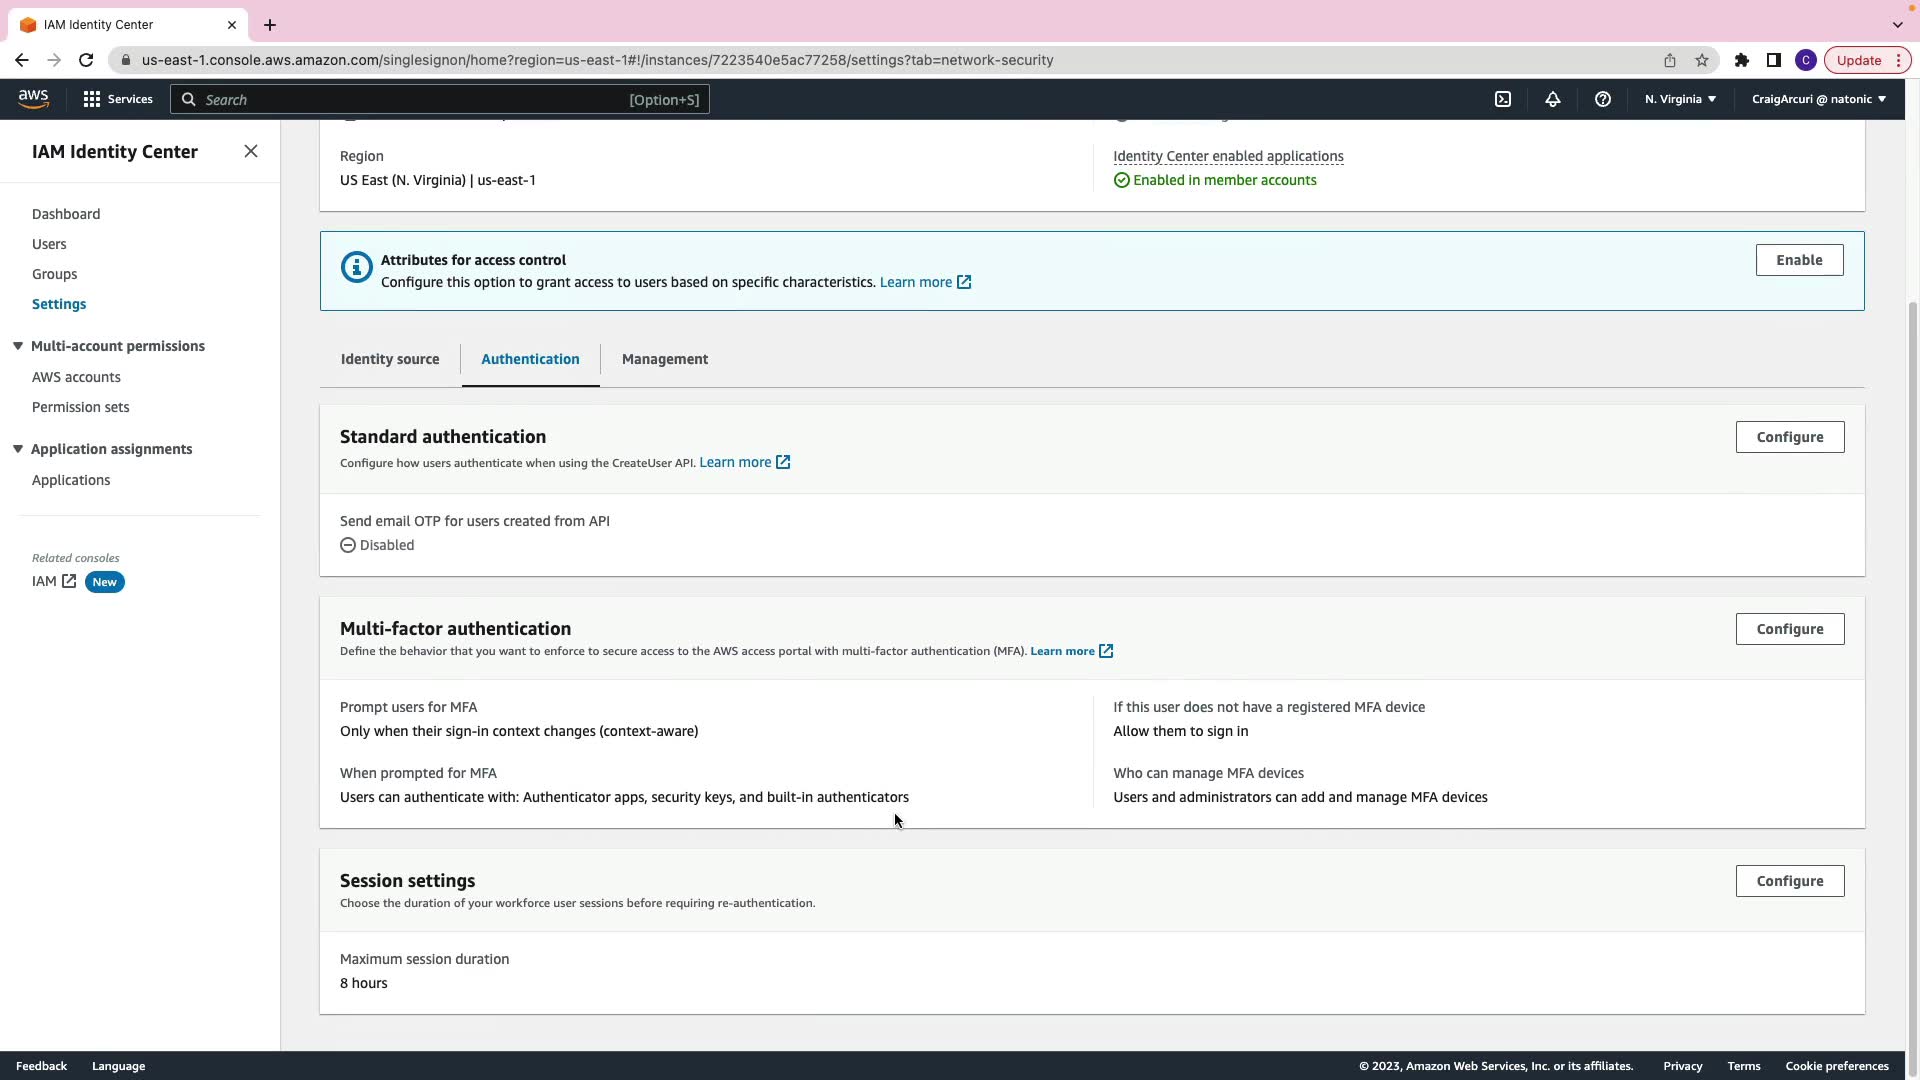 IAM Identity Center
us-east-1.console.aws.amazon.com/singlesignon/home?region=us-east-1#!/instances/7223540e5ac77258/settings?tab=network-security
C
Update
aws
Services
Search
[Option+S]
N. Virginia
CraigArcuri @ natonic
IAM Identity Center
Dashboard
Users
Groups
Settings
Multi-account permissions
AWS accounts
Permission sets
Application assignments
Applications
Related consoles
IAM New
Region
US East (N. Virginia) | us-east-1
Identity Center enabled applications
Enabled in member accounts
Attributes for access control
Configure this option to grant access to users based on specific characteristics. Learn more
Enable
Identity source
Authentication
Management
Standard authentication
Configure how users authenticate when using the CreateUser API. Learn more
Configure
Send email OTP for users created from API
Disabled
Multi-factor authentication
Define the behavior that you want to enforce to secure access to the AWS access portal with multi-factor authentication (MFA). Learn more
Configure
Prompt users for MFA
Only when their sign-in context changes (context-aware)
If this user does not have a registered MFA device
Allow them to sign in
When prompted for MFA
Users can authenticate with: Authenticator apps, security keys, and built-in authenticators
Who can manage MFA devices
Users and administrators can add and manage MFA devices
Session settings
Choose the duration of your workforce user sessions before requiring re-authentication.
Configure
Maximum session duration
8 hours
Feedback
Language
© 2023, Amazon Web Services, Inc. or its affiliates.
Privacy
Terms
Cookie preferences